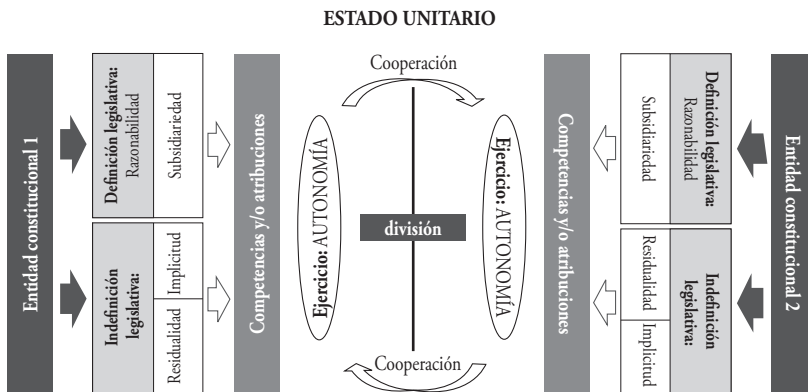 ESTADO UNITARIO
Entidad constitucional 1
Definición legislativa:
Razonabilidad
Subsidiariedad
Indefinición
legislativa:
Implicitud
Residualidad
Competencias y/o atribuciones
Cooperación
Ejercicio: AUTONOMÍA
división
Ejercicio: AUTONOMÍA
Cooperación
Competencias y/o atribuciones
Subsidiariedad
Definición legislativa:
Razonabilidad
Residualidad
Implicitud
Indefinición
legislativa:
Entidad constitucional 2